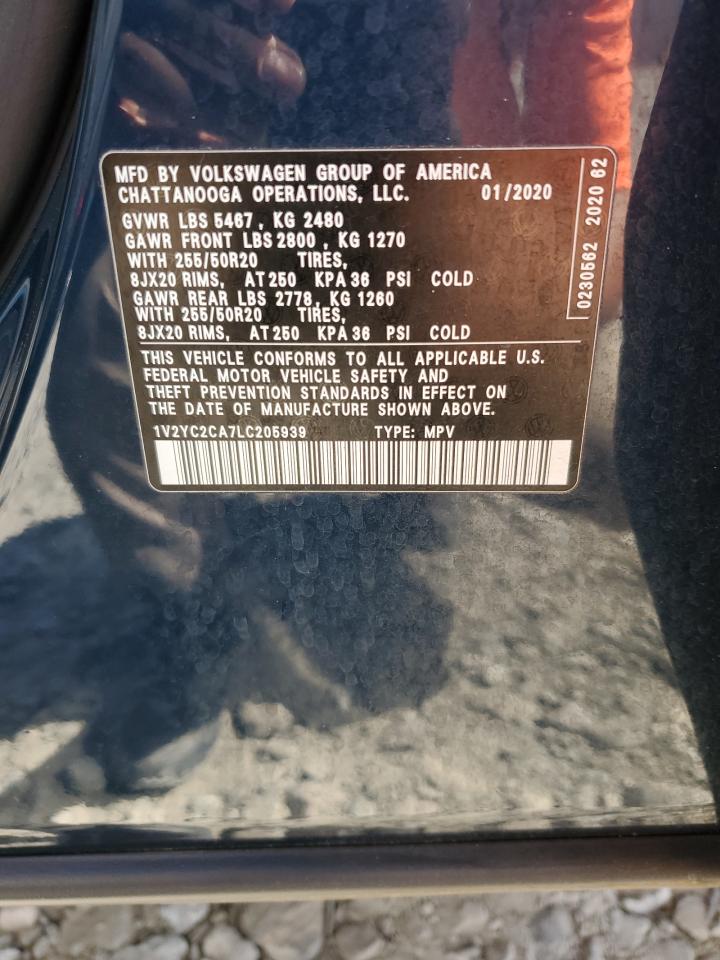 MFD BY VOLKSWAGEN GROUP OF AMERICA
CHATTANOOGA OPERATIONS, LLC. 01/2020
GVWR LBS 5467 , KG 2480
GAWR FRONT LBS 2800 , KG 1270
WITH 255/50R20 TIRES,
8JX20 RIMS, AT 250 KPA 36 PSI COLD
GAWR REAR LBS 2778, KG 1260
WITH 255/50R20 TIRES,
8JX20 RIMS, AT 250 KPA 36 PSI COLD
THIS VEHICLE CONFORMS TO ALL APPLICABLE U.S.
FEDERAL MOTOR VEHICLE SAFETY AND
THEFT PREVENTION STANDARDS IN EFFECT ON
THE DATE OF MANUFACTURE SHOWN ABOVE.
1V2YC2CA7LC205939 TYPE: MPV
0230562 2020 62